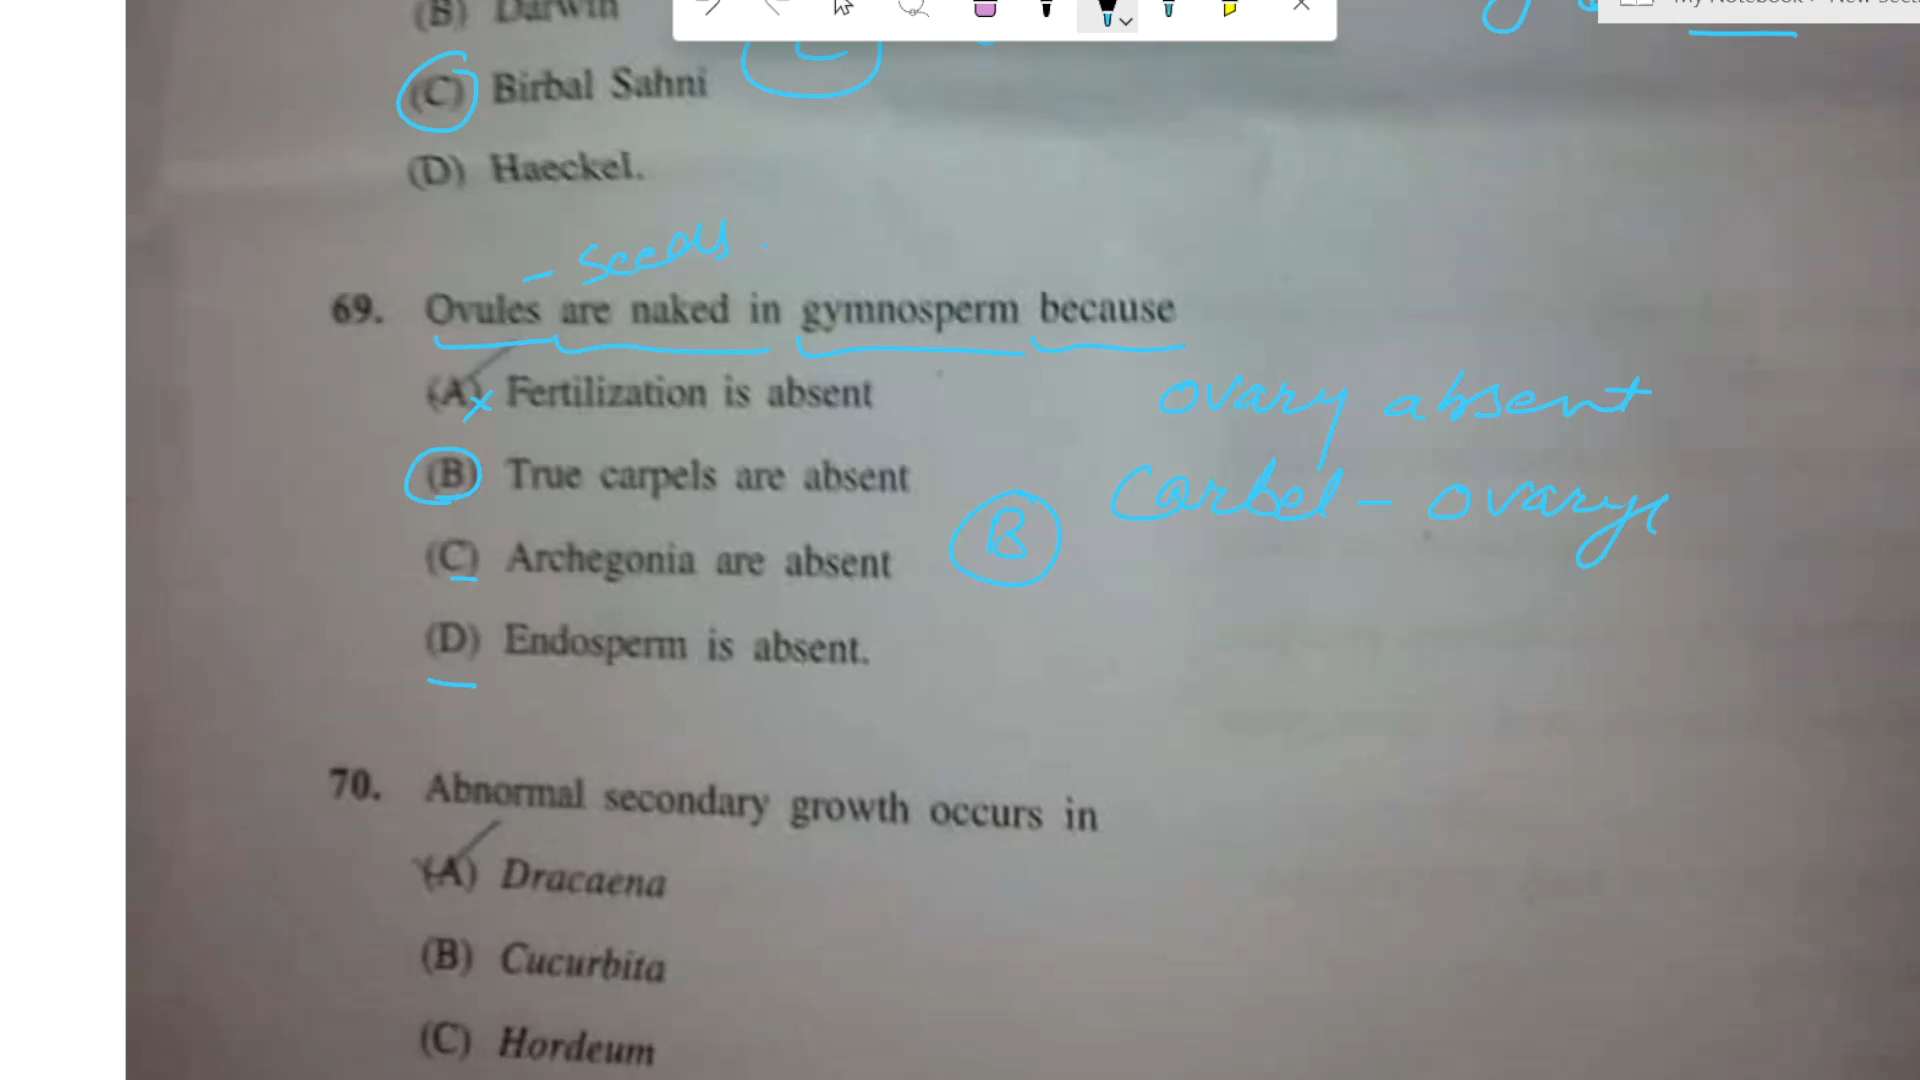 (B) Darwin
(C) Birbal Sahni
(D) Haeckel.
- seeds.
69. Ovules are naked in gymnosperm because
(A) x Fertilization is absent
ovary absent
(B) True carpels are absent
Carpel - ovary
(C) Archegonia are absent
B
(D) Endosperm is absent.
70. Abnormal secondary growth occurs in
(A) Dracaena
(B) Cucurbita
(C) Hordeum